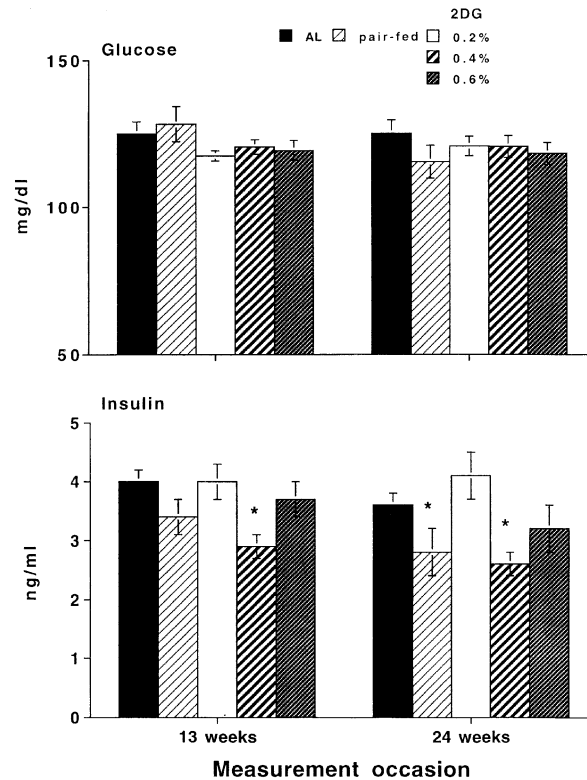 2DG
AL pair-fed 0.2%
0.4%
0.6%
Glucose
150
100
50
mg/dl
Insulin
5
4
3
2
1
0
ng/ml
*
*
*
13 weeks 24 weeks
Measurement occasion